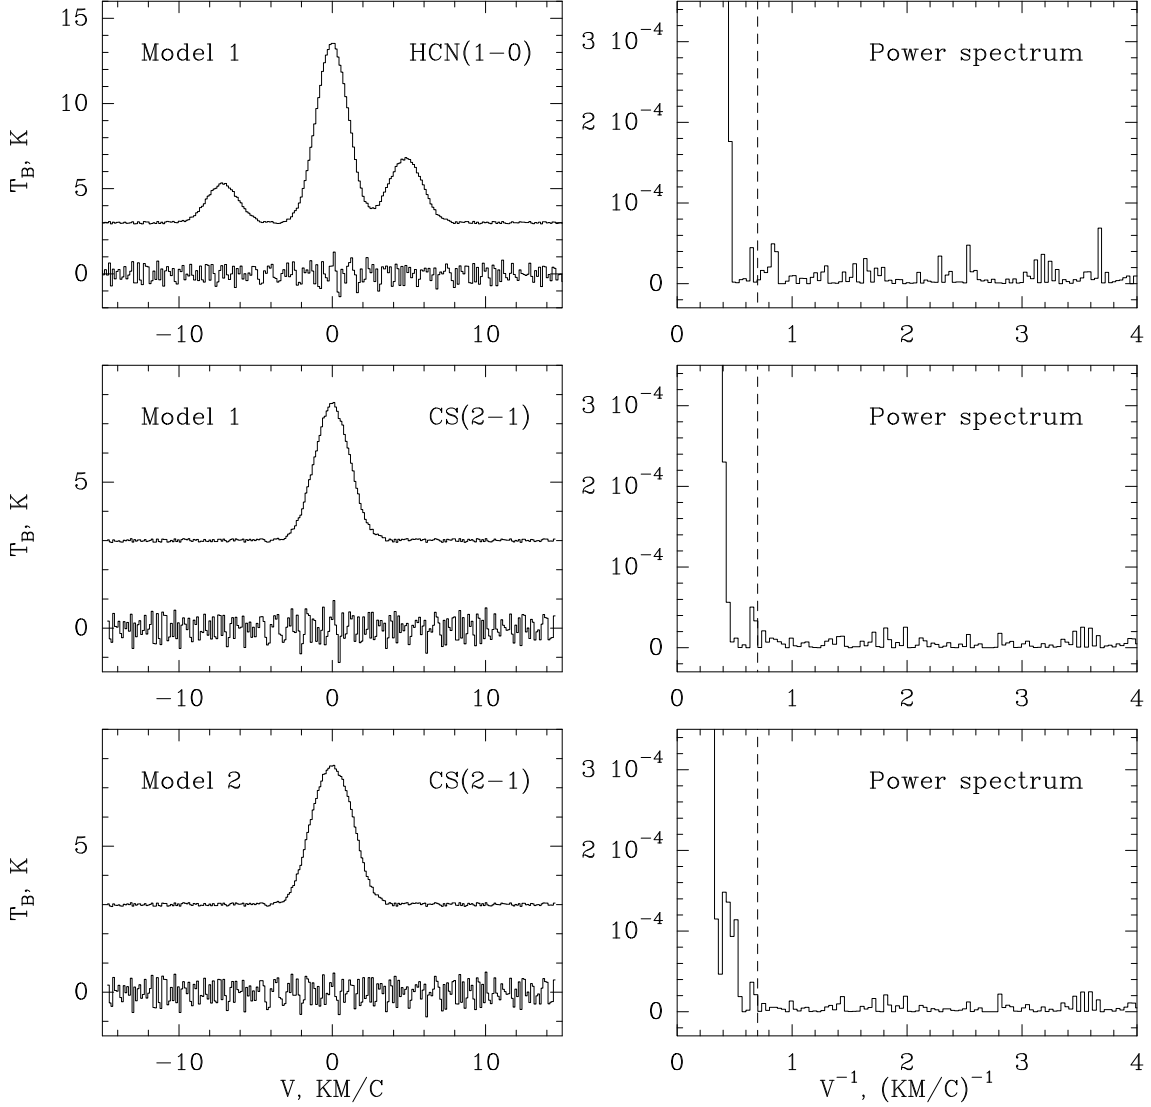 15
Model 1 HCN(1−0)
10
T_B, K
5
0
−10 0 10
3 10^−4 Power spectrum
2 10^−4
10^−4
0
0 1 2 3 4
Model 1 CS(2−1)
5
T_B, K
0
−10 0 10
3 10^−4 Power spectrum
2 10^−4
10^−4
0
0 1 2 3 4
Model 2 CS(2−1)
5
T_B, K
0
−10 0 10
V, KM/C
3 10^−4 Power spectrum
2 10^−4
10^−4
0
0 1 2 3 4
V^−1, (KM/C)^−1